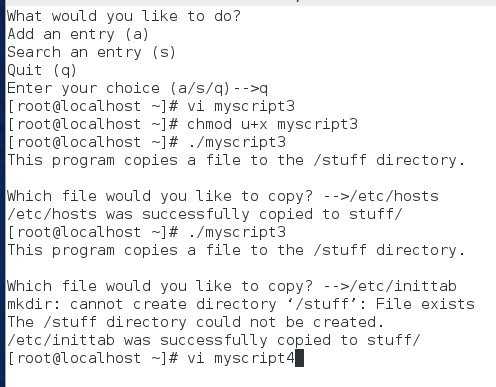 What would you like to do?
Add an entry (a)
Search an entry (s)
Quit (q)
Enter your choice (a/s/q)-->q
[root@localhost ~]# vi myscript3
[root@localhost ~]# chmod u+x myscript3
[root@localhost ~]# ./myscript3
This program copies a file to the /stuff directory.

Which file would you like to copy? -->/etc/hosts
/etc/hosts was successfully copied to stuff/
[root@localhost ~]# ./myscript3
This program copies a file to the /stuff directory.

Which file would you like to copy? -->/etc/inittab
mkdir: cannot create directory ‘/stuff’: File exists
The /stuff directory could not be created.
/etc/inittab was successfully copied to stuff/
[root@localhost ~]# vi myscript4